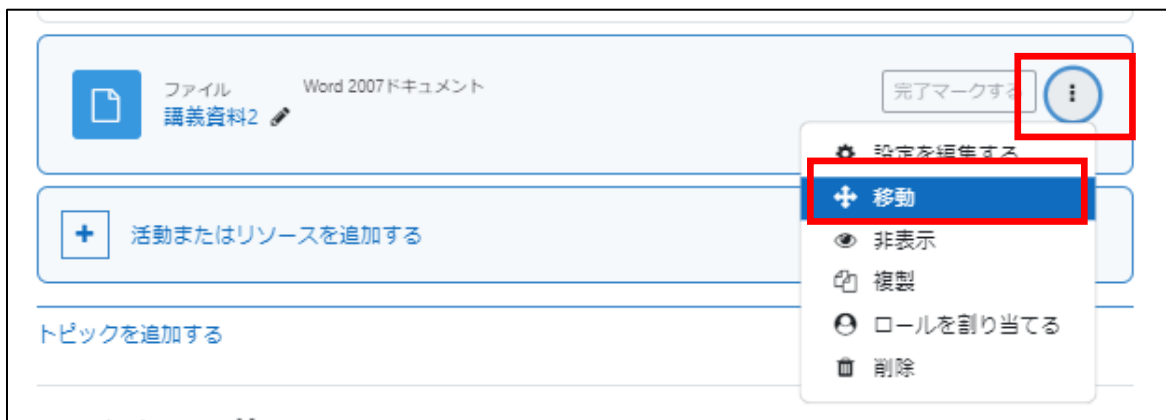 ファイル Word 2007ドキュメント
講義資料2
完了マークする
設定を編集する
移動
非表示
複製
ロールを割り当てる
削除
活動またはリソースを追加する
トピックを追加する